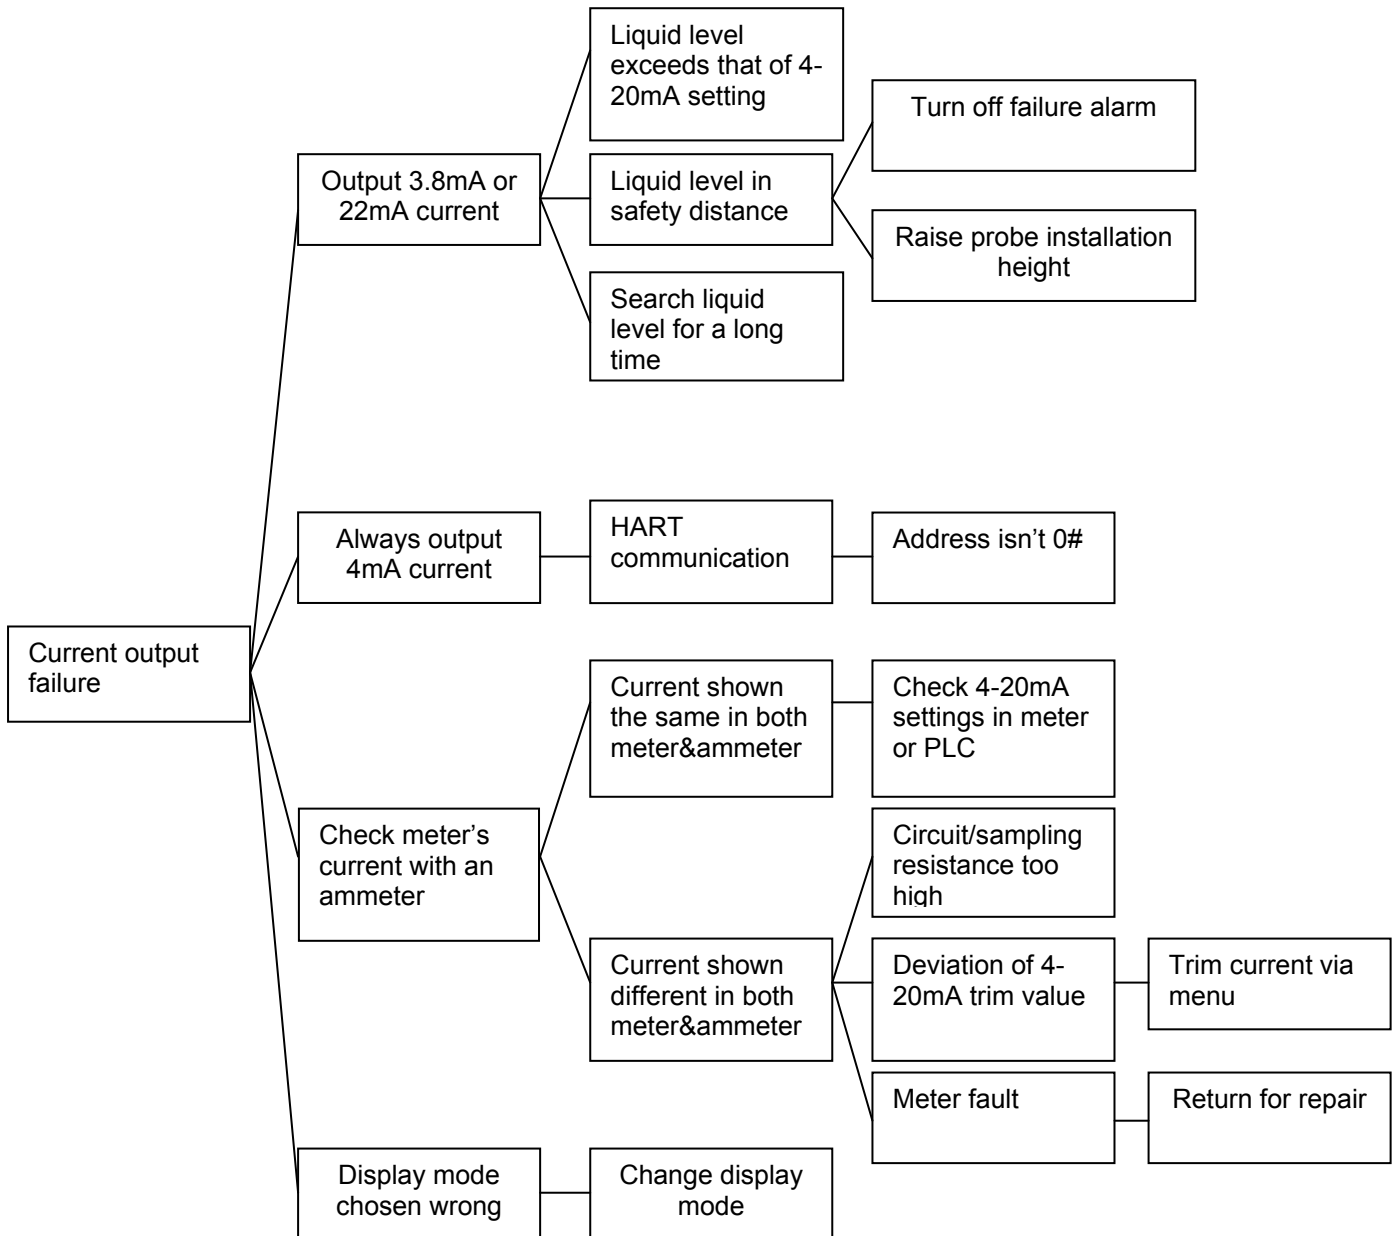 Liquid level
exceeds that of 4-
20mA setting
Turn off failure alarm
Output 3.8mA or
22mA current
Liquid level in
safety distance
Raise probe installation
height
Search liquid
level for a long
time
Always output
4mA current
HART
communication
Address isn’t 0#
Current output
failure
Current shown
the same in both
meter&ammeter
Check 4-20mA
settings in meter
or PLC
Check meter’s
current with an
ammeter
Circuit/sampling
resistance too
high
Current shown
different in both
meter&ammeter
Deviation of 4-
20mA trim value
Trim current via
menu
Meter fault
Return for repair
Display mode
chosen wrong
Change display
mode